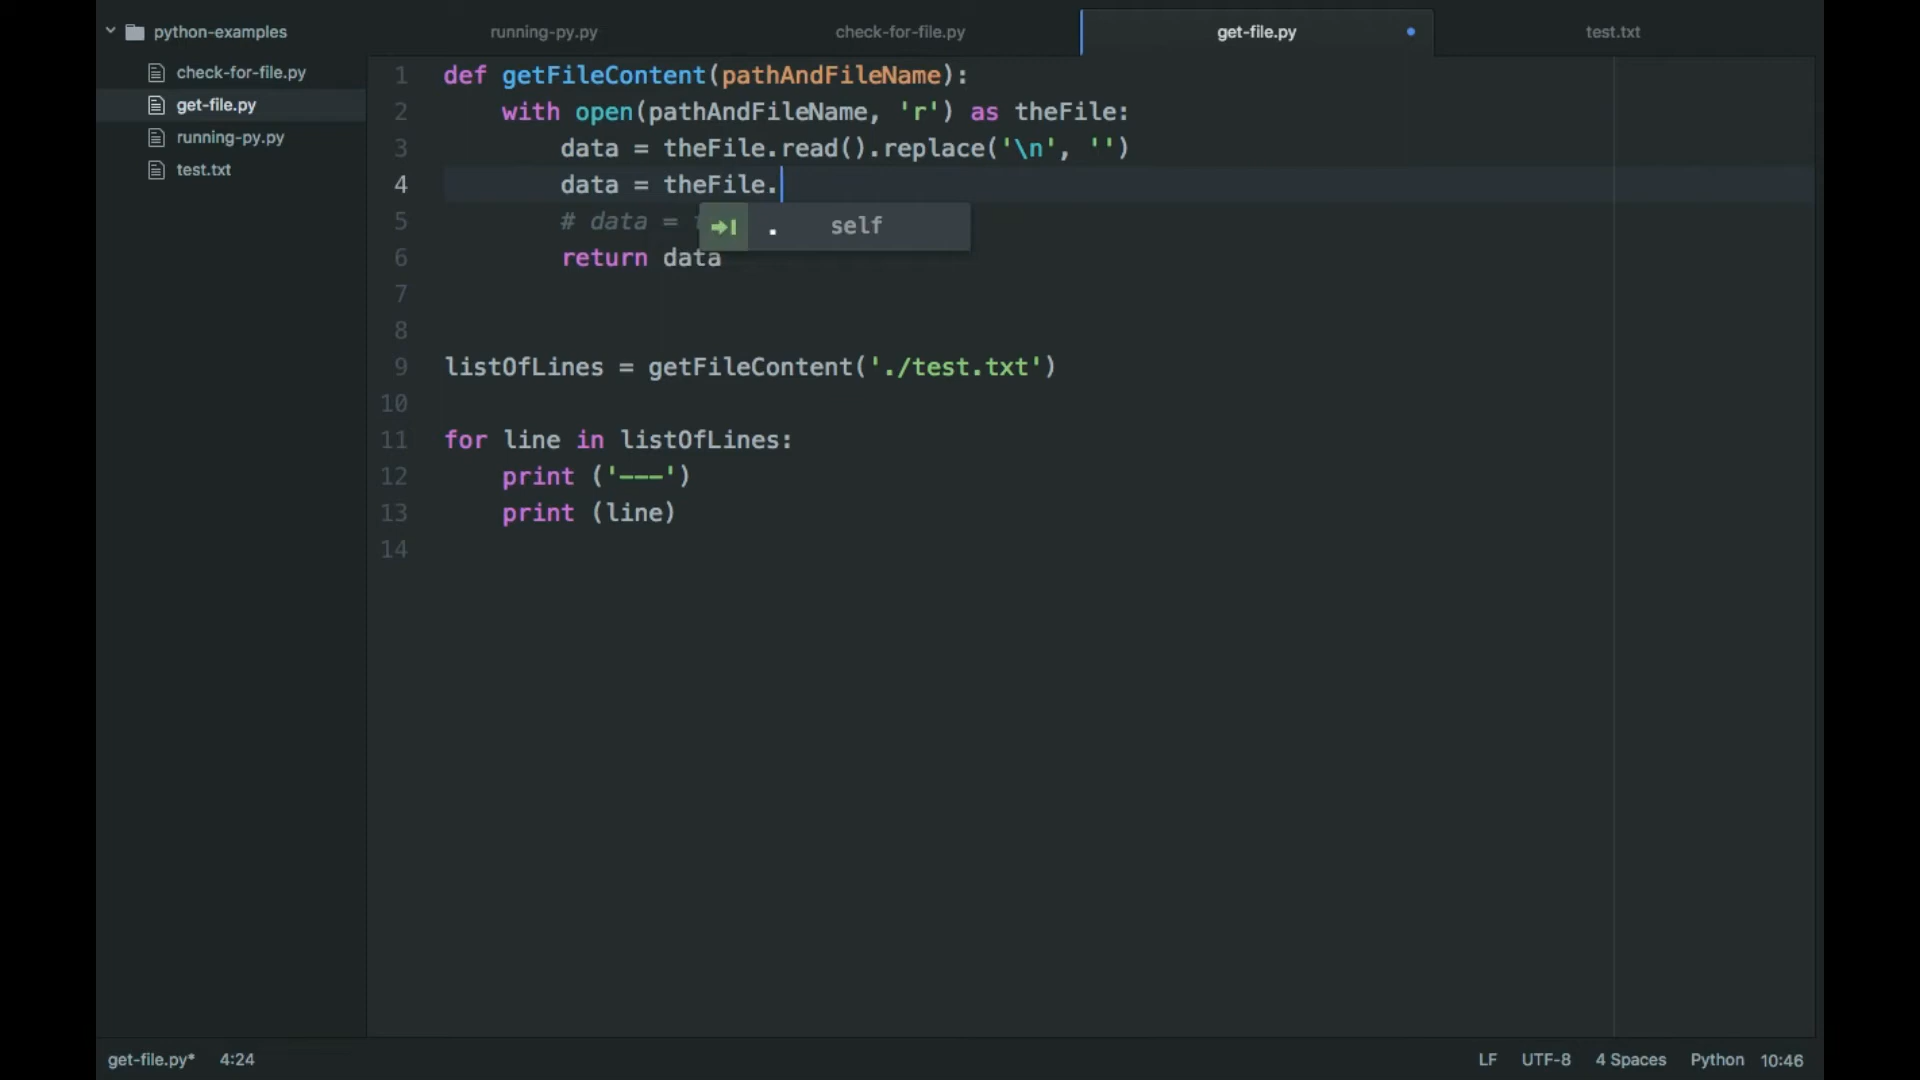 python-examples
check-for-file.py
get-file.py
running-py.py
test.txt
running-py.py
check-for-file.py
get-file.py
test.txt
1 def getFileContent(pathAndFileName):
2 with open(pathAndFileName, 'r') as theFile:
3 data = theFile.read().replace('\n', '')
4 data = theFile.
. self
5 # data =
6 return data
7
8
9 listOfLines = getFileContent('./test.txt')
10
11 for line in listOfLines:
12 print ('---')
13 print (line)
14
get-file.py* 4:24
LF UTF-8 4 Spaces Python 10:46